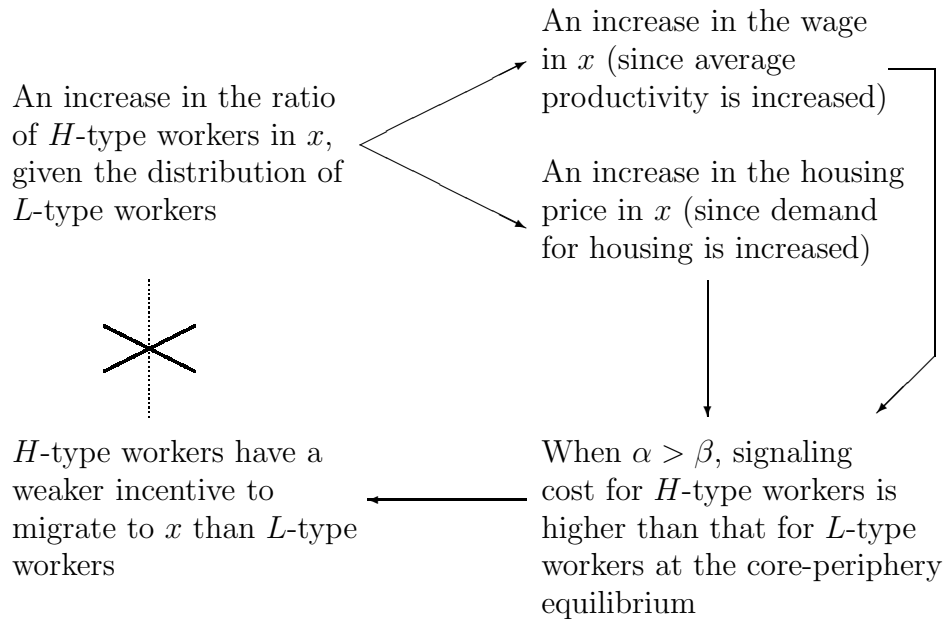 An increase in the ratio
of H-type workers in x,
given the distribution of
L-type workers
An increase in the wage
in x (since average
productivity is increased)
An increase in the housing
price in x (since demand
for housing is increased)
When α > β, signaling
cost for H-type workers is
higher than that for L-type
workers at the core-periphery
equilibrium
H-type workers have a
weaker incentive to
migrate to x than L-type
workers